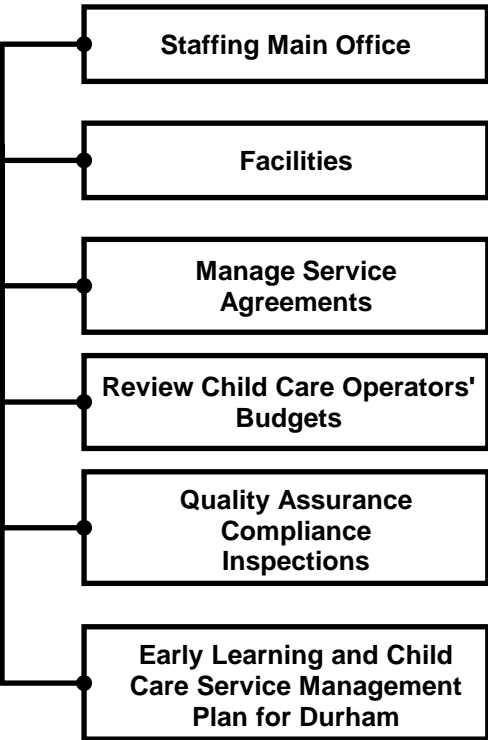 Staffing Main Office
Facilities
Manage Service
Agreements
Review Child Care Operators'
Budgets
Quality Assurance
Compliance
Inspections
Early Learning and Child
Care Service Management
Plan for Durham